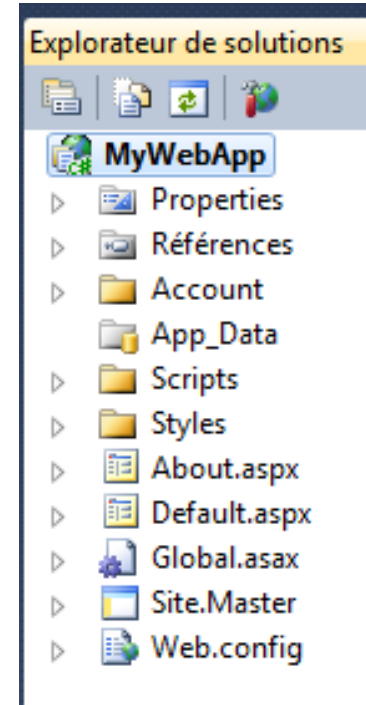 Explorateur de solutions
MyWebApp
Properties
Références
Account
App_Data
Scripts
Styles
About.aspx
Default.aspx
Global.asax
Site.Master
Web.config